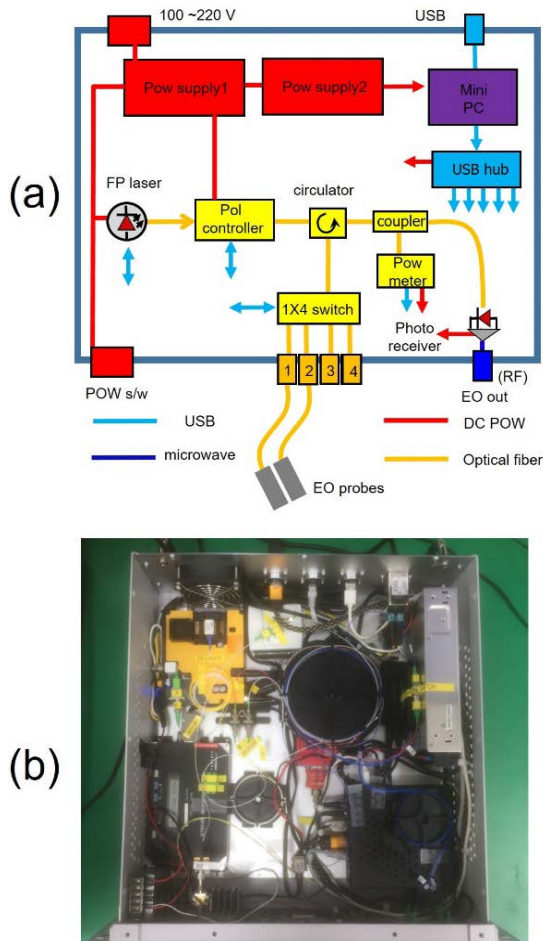 100 ~220 V
USB
Pow supply1
Pow supply2
Mini
PC
USB hub
(a)
FP laser
Pol
controller
circulator
coupler
Pow
meter
1X4 switch
Photo
receiver
1
2
3
4
POW s/w
(RF)
EO out
USB
DC POW
microwave
Optical fiber
EO probes
(b)